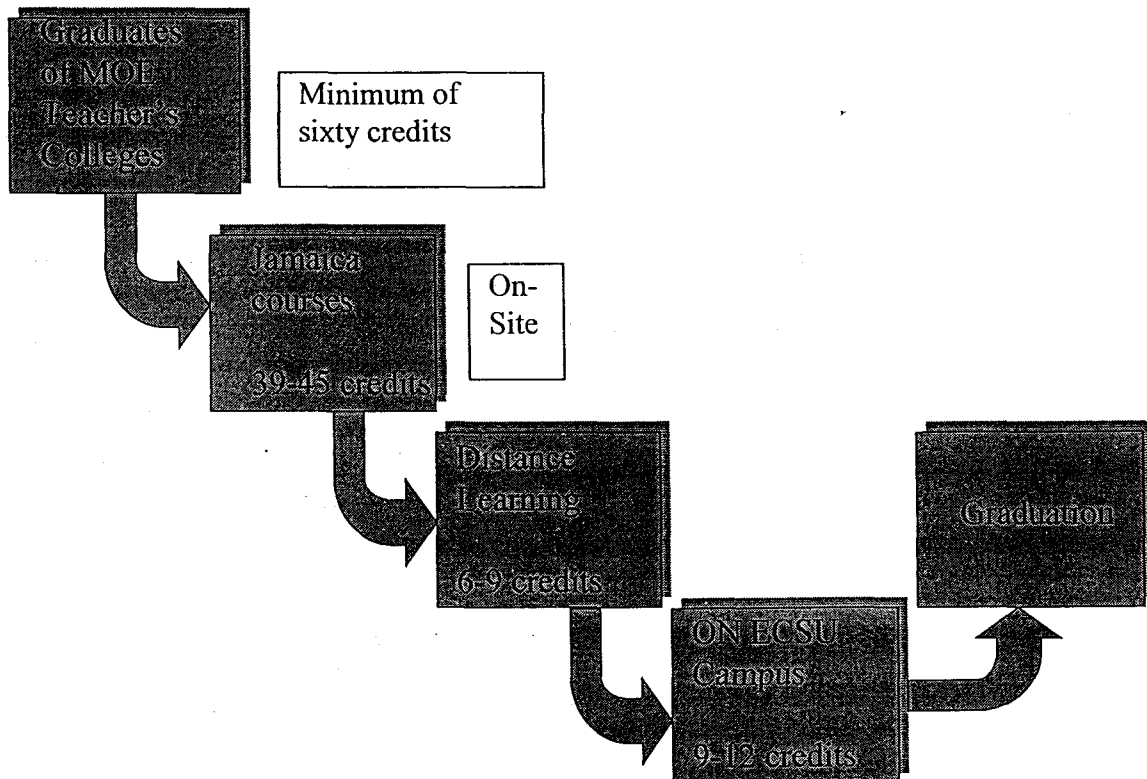 Graduates
of MOE
Teacher's
Colleges
Minimum of
sixty credits
Jamaica
courses
39-45 credits
On-
Site
Distance
Learning
6-9 credits
Graduation
ON ECSU
Campus
9-12 credits